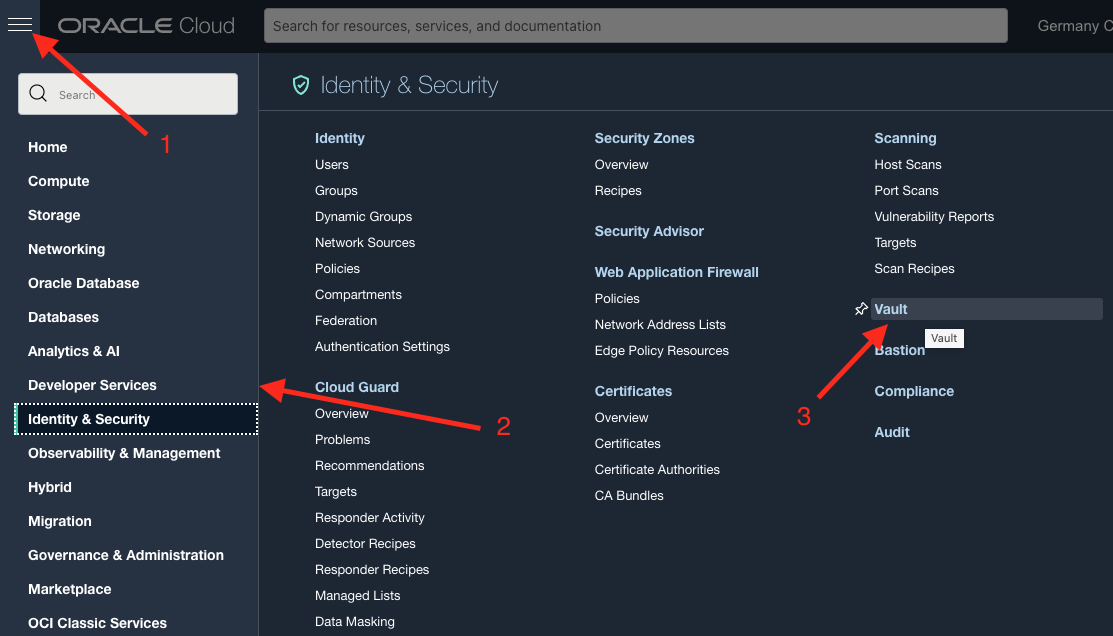 ORACLE Cloud
Search for resources, services, and documentation
Germany C
Search
1
Home
Compute
Storage
Networking
Oracle Database
Databases
Analytics & AI
Developer Services
Identity & Security
Observability & Management
Hybrid
Migration
Governance & Administration
Marketplace
OCI Classic Services
Identity & Security
Identity
Users
Groups
Dynamic Groups
Network Sources
Policies
Compartments
Federation
Authentication Settings
Cloud Guard
Overview
Problems
Recommendations
Targets
Responder Activity
Detector Recipes
Responder Recipes
Managed Lists
Data Masking
2
Security Zones
Overview
Recipes
Security Advisor
Web Application Firewall
Policies
Network Address Lists
Edge Policy Resources
Certificates
Overview
Certificates
Certificate Authorities
CA Bundles
Scanning
Host Scans
Port Scans
Vulnerability Reports
Targets
Scan Recipes
Vault
Vault
Bastion
3
Compliance
Audit